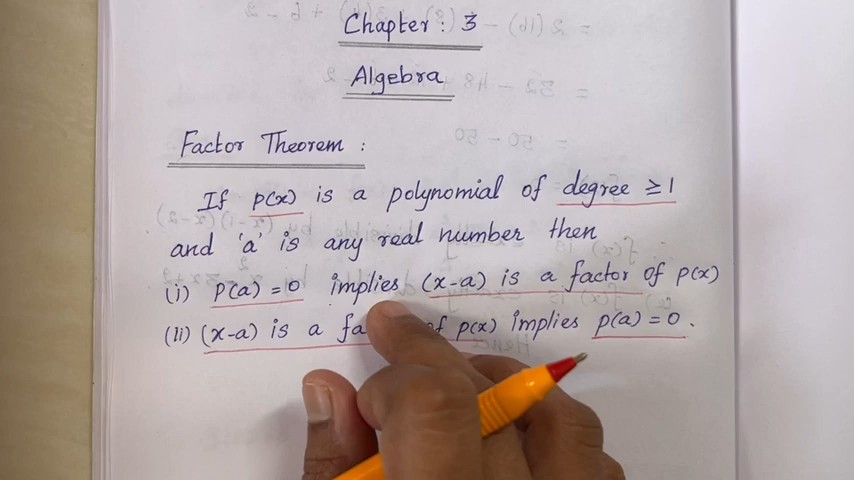 Chapter : 3
Algebra
Factor Theorem :
If p(x) is a polynomial of degree ≥1
and 'a' is any real number then
(i) p(a) = 0 implies (x-a) is a factor of p(x)
(ii) (x-a) is a of p(x) implies p(a) = 0.